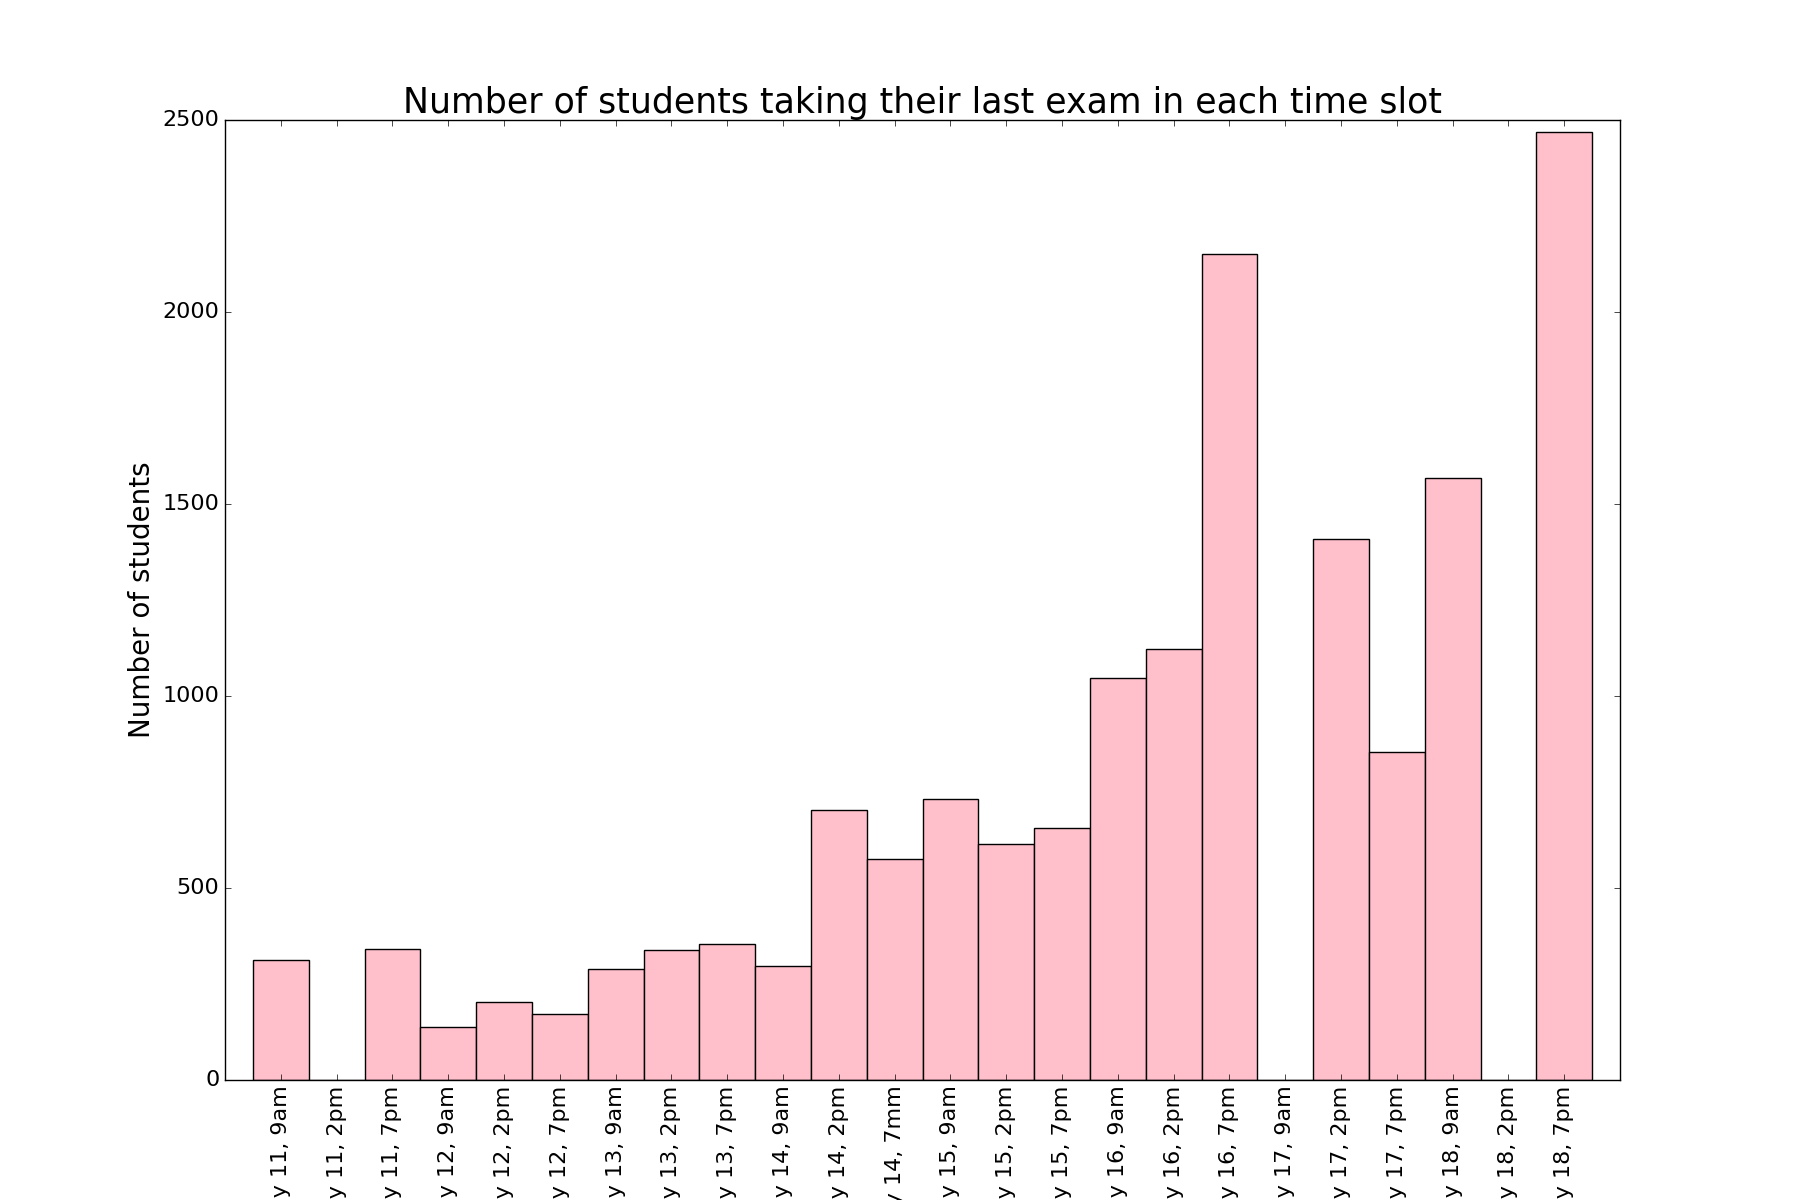 Number of students taking their last exam in each time slot
Number of students
2500
2000
1500
1000
500
0
y 11, 9am
y 11, 2pm
y 11, 7pm
y 12, 9am
y 12, 2pm
y 12, 7pm
y 13, 9am
y 13, 2pm
y 13, 7pm
y 14, 9am
y 14, 2pm
y 14, 7mm
y 15, 9am
y 15, 2pm
y 15, 7pm
y 16, 9am
y 16, 2pm
y 16, 7pm
y 17, 9am
y 17, 2pm
y 17, 7pm
y 18, 9am
y 18, 2pm
y 18, 7pm